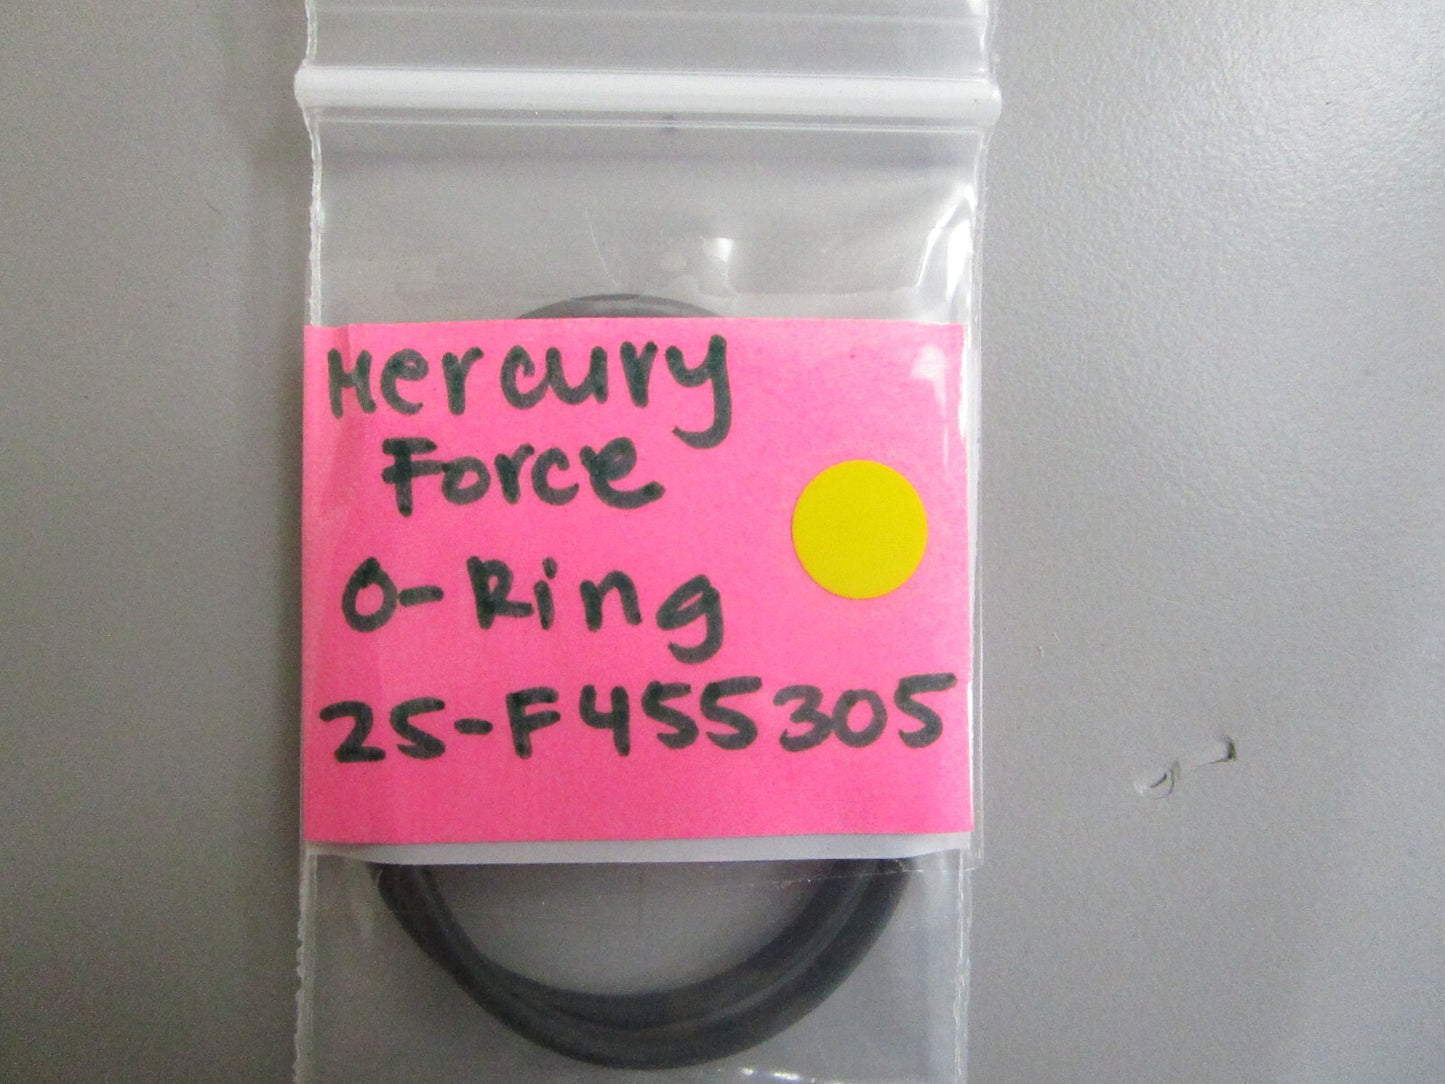 Mercury
Force
O-Ring
25-F455305